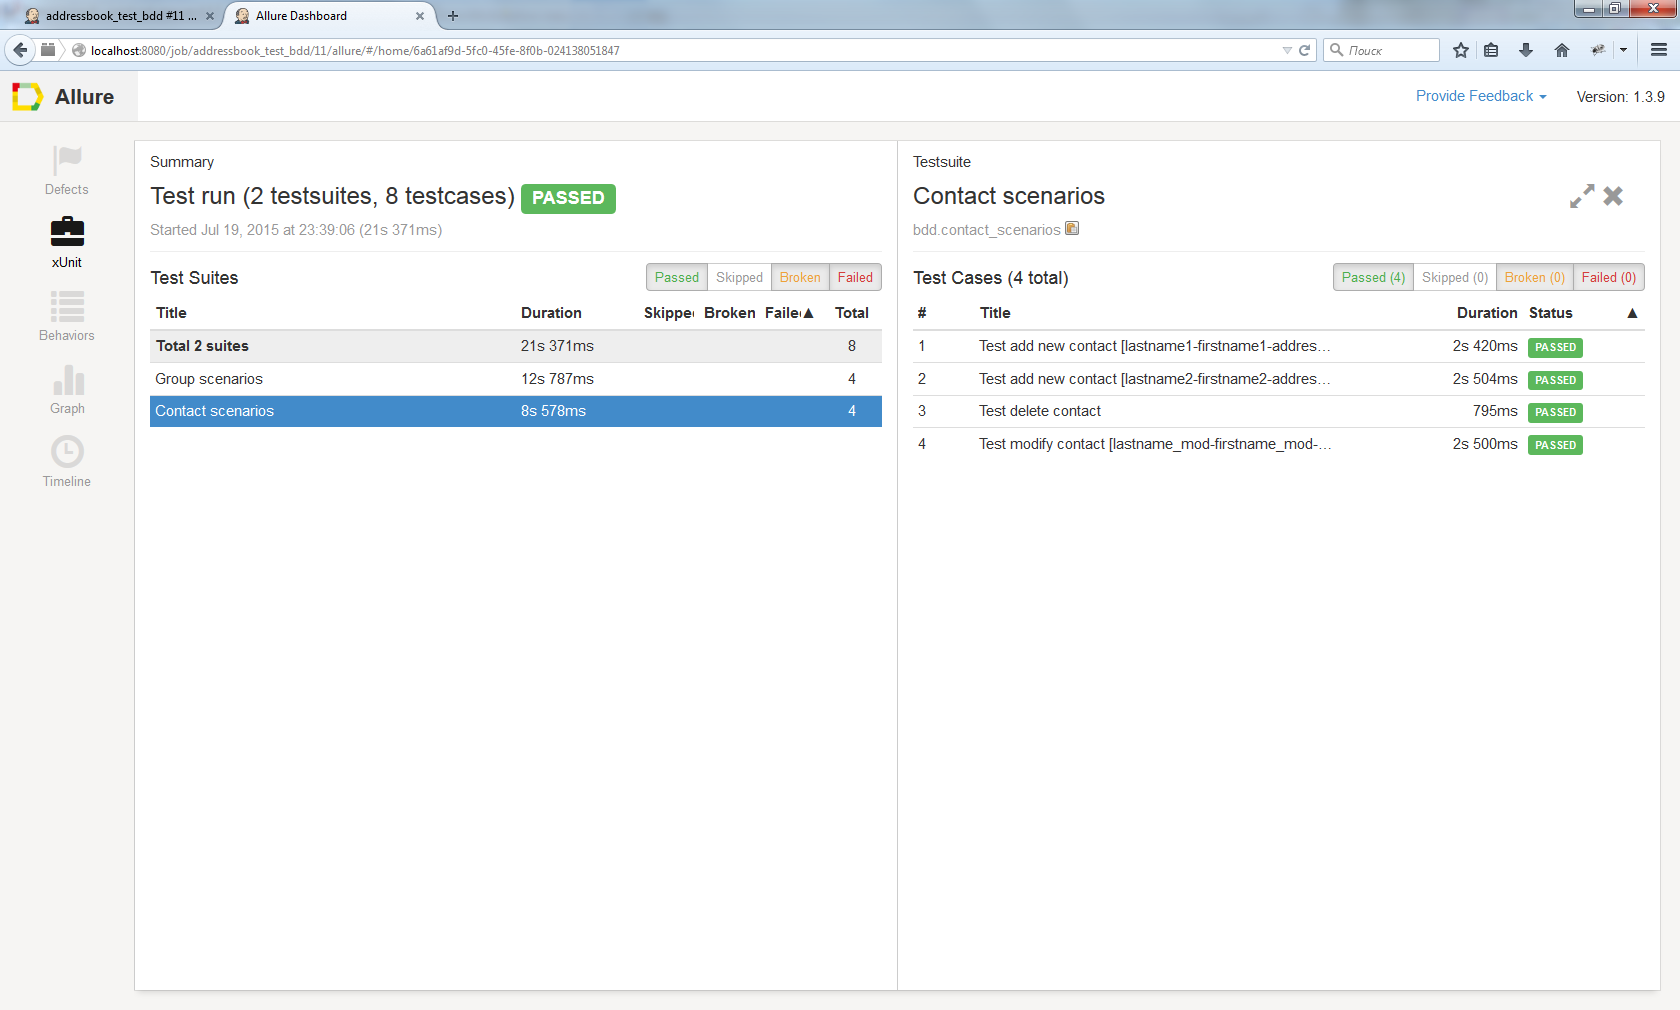 addressbook_test_bdd #11 ...
Allure Dashboard
localhost:8080/job/addressbook_test_bdd/11/allure/#/home/6a61af9d-5fc0-45fe-8f0b-024138051847
Поиск
Allure
Provide Feedback
Version: 1.3.9
Defects
xUnit
Behaviors
Graph
Timeline
Summary
Test run (2 testsuites, 8 testcases) PASSED
Started Jul 19, 2015 at 23:39:06 (21s 371ms)
Test Suites
Passed Skipped Broken Failed
Title Duration Skippe Broken Faile ▲ Total
Total 2 suites 21s 371ms 8
Group scenarios 12s 787ms 4
Contact scenarios 8s 578ms 4
Testsuite
Contact scenarios
bdd.contact_scenarios
Test Cases (4 total)
Passed (4) Skipped (0) Broken (0) Failed (0)
# Title Duration Status ▲
1 Test add new contact [lastname1-firstname1-addres... 2s 420ms PASSED
2 Test add new contact [lastname2-firstname2-addres... 2s 504ms PASSED
3 Test delete contact 795ms PASSED
4 Test modify contact [lastname_mod-firstname_mod-... 2s 500ms PASSED